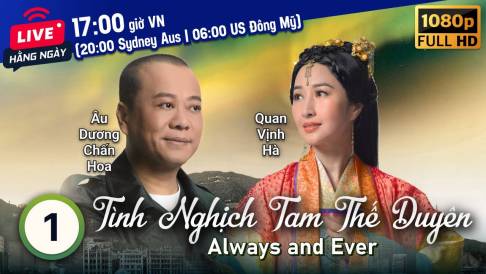 LIVE
HẰNG NGÀY
17:00 giờ VN
(20:00 Sydney Aus | 06:00 US Đông Mỹ)
1080p
FULL HD
Âu
Dương
Chấn
Hoa
Quan
Vịnh
Hà
1
Tình Nghịch Tam Thế Duyên
Always and Ever